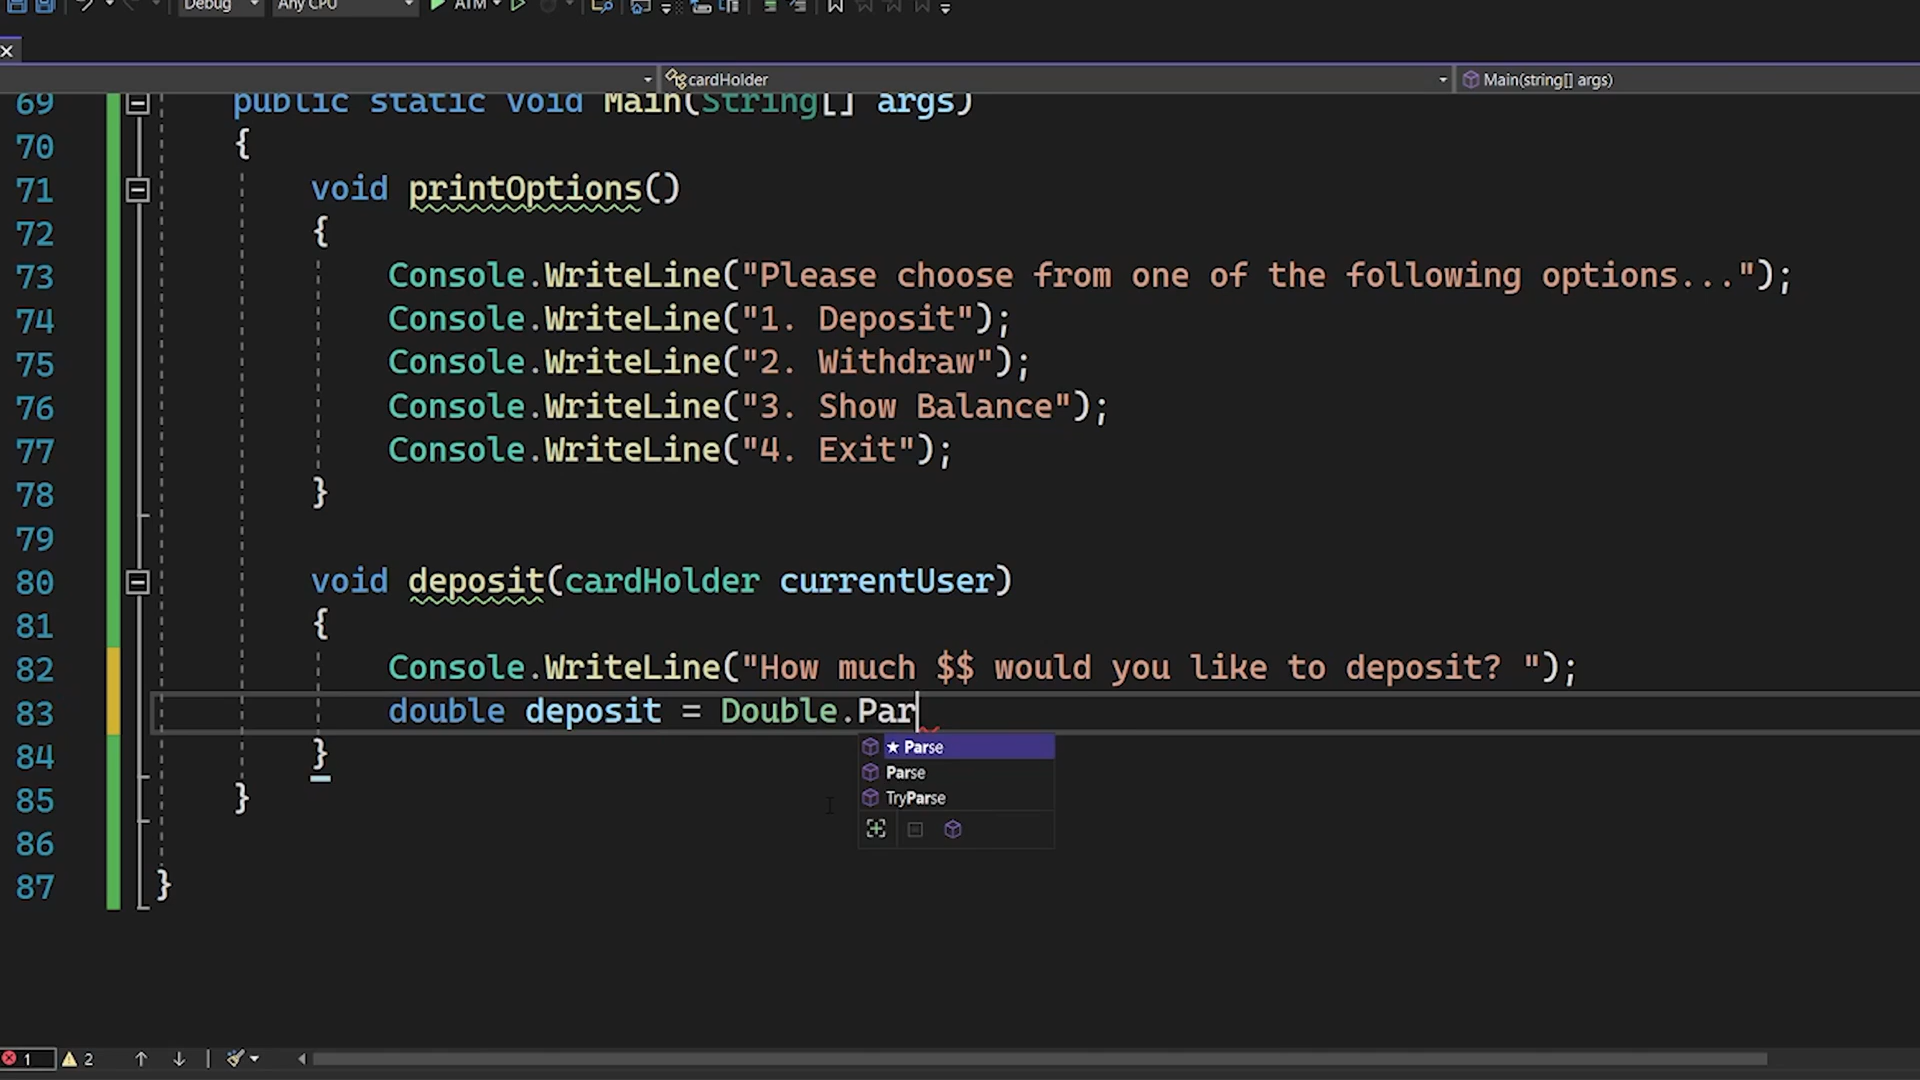 Debug Any CPU ATM
cardHolder Main(string[] args)
69 public static void Main(String[] args)
70 {
71 void printOptions()
72 {
73 Console.WriteLine("Please choose from one of the following options...");
74 Console.WriteLine("1. Deposit");
75 Console.WriteLine("2. Withdraw");
76 Console.WriteLine("3. Show Balance");
77 Console.WriteLine("4. Exit");
78 }
79
80 void deposit(cardHolder currentUser)
81 {
82 Console.WriteLine("How much $$ would you like to deposit? ");
83 double deposit = Double.Par
★ Parse
Parse
TryParse
84 }
85 }
86
87 }
1 2